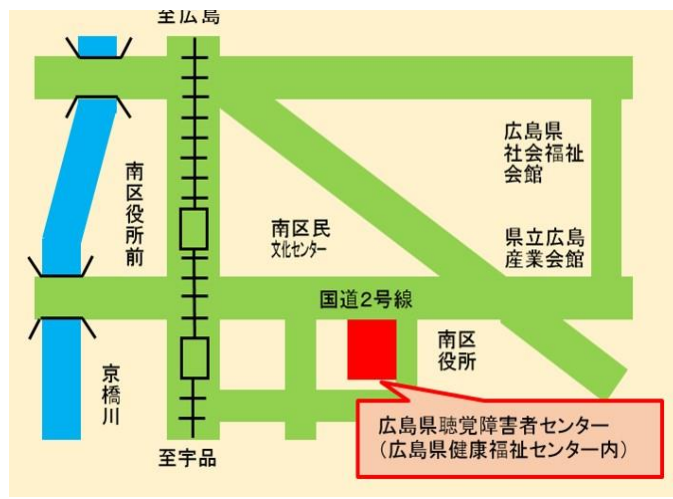 至広島
広島県
社会福祉
会館
南区役所前
南区民
文化センター
県立広島
産業会館
国道2号線
南区
役所
京橋川
広島県聴覚障害者センター
（広島県健康福祉センター内）
至宇品